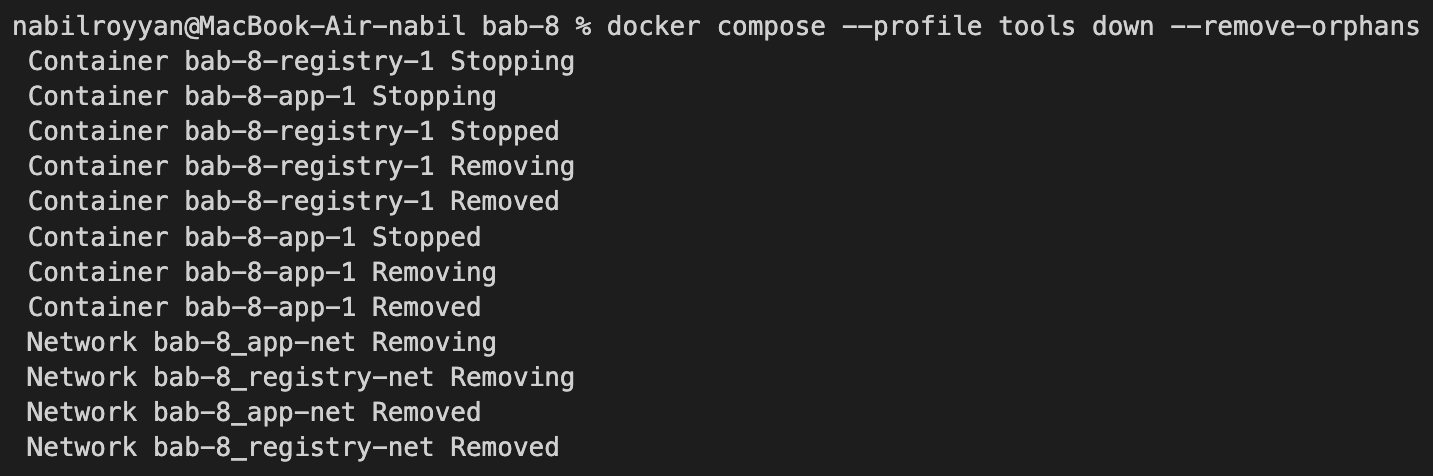 nabilroyyan@MacBook-Air-nabil bab-8 % docker compose --profile tools down --remove-orphans
Container bab-8-registry-1 Stopping
Container bab-8-app-1 Stopping
Container bab-8-registry-1 Stopped
Container bab-8-registry-1 Removing
Container bab-8-registry-1 Removed
Container bab-8-app-1 Stopped
Container bab-8-app-1 Removing
Container bab-8-app-1 Removed
Network bab-8_app-net Removing
Network bab-8_registry-net Removing
Network bab-8_app-net Removed
Network bab-8_registry-net Removed